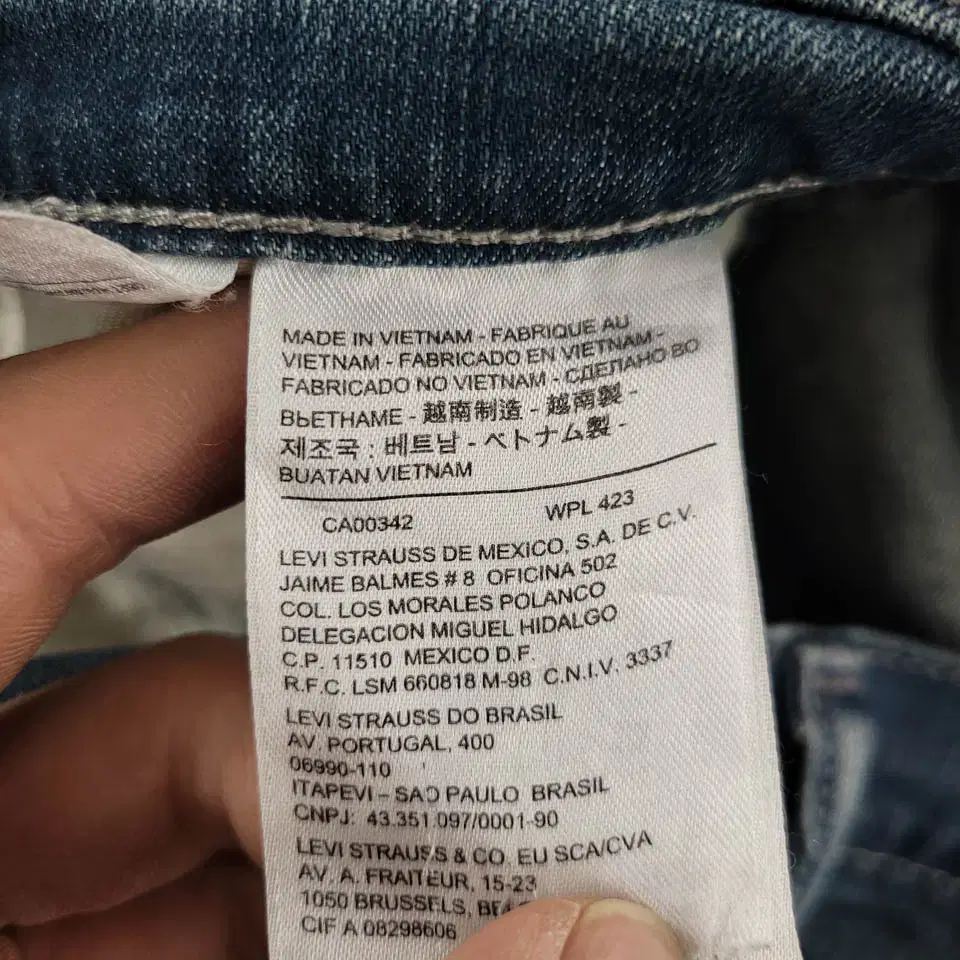 MADE IN VIETNAM - FABRIQUE AU
VIETNAM - FABRICADO EN VIETNAM -
FABRICADO NO VIETNAM - СДЕЛАНО ВО
ВЬЕТНАМЕ - 越南制造 - 越南製 -
제조국 : 베트남 - ベトナム製 -
BUATAN VIETNAM
CA00342 WPL 423
LEVI STRAUSS DE MEXICO, S.A. DE C.V.
JAIME BALMES # 8 OFICINA 502
COL. LOS MORALES POLANCO
DELEGACION MIGUEL HIDALGO
C.P. 11510 MEXICO D.F.
R.F.C. LSM 660818 M-98 C.N.I.V. 3337
LEVI STRAUSS DO BRASIL
AV. PORTUGAL, 400
06990-110
ITAPEVI – SAO PAULO BRASIL
CNPJ: 43.351.097/0001-90
LEVI STRAUSS & CO. EU SCA/CVA
AV. A. FRAITEUR, 15-23
1050 BRUSSELS,
CIF A 08298606